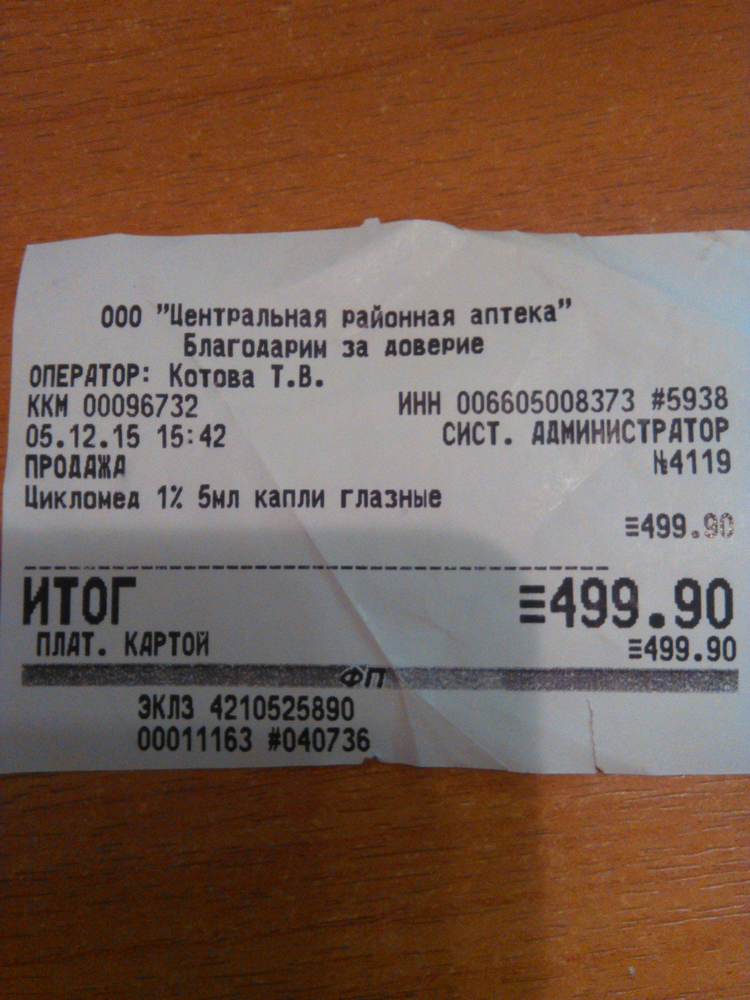 ООО "Центральная районная аптека"
Благодарим за доверие
ОПЕРАТОР: Котова Т.В.
ККМ 00096732 ИНН 006605008373 #5938
05.12.15 15:42 СИСТ. АДМИНИСТРАТОР
ПРОДАЖА №4119
Цикломед 1% 5мл капли глазные
≡499.90
ИТОГ ≡499.90
ПЛАТ. КАРТОЙ ≡499.90
ФП
ЭКЛЗ 4210525890
00011163 #040736